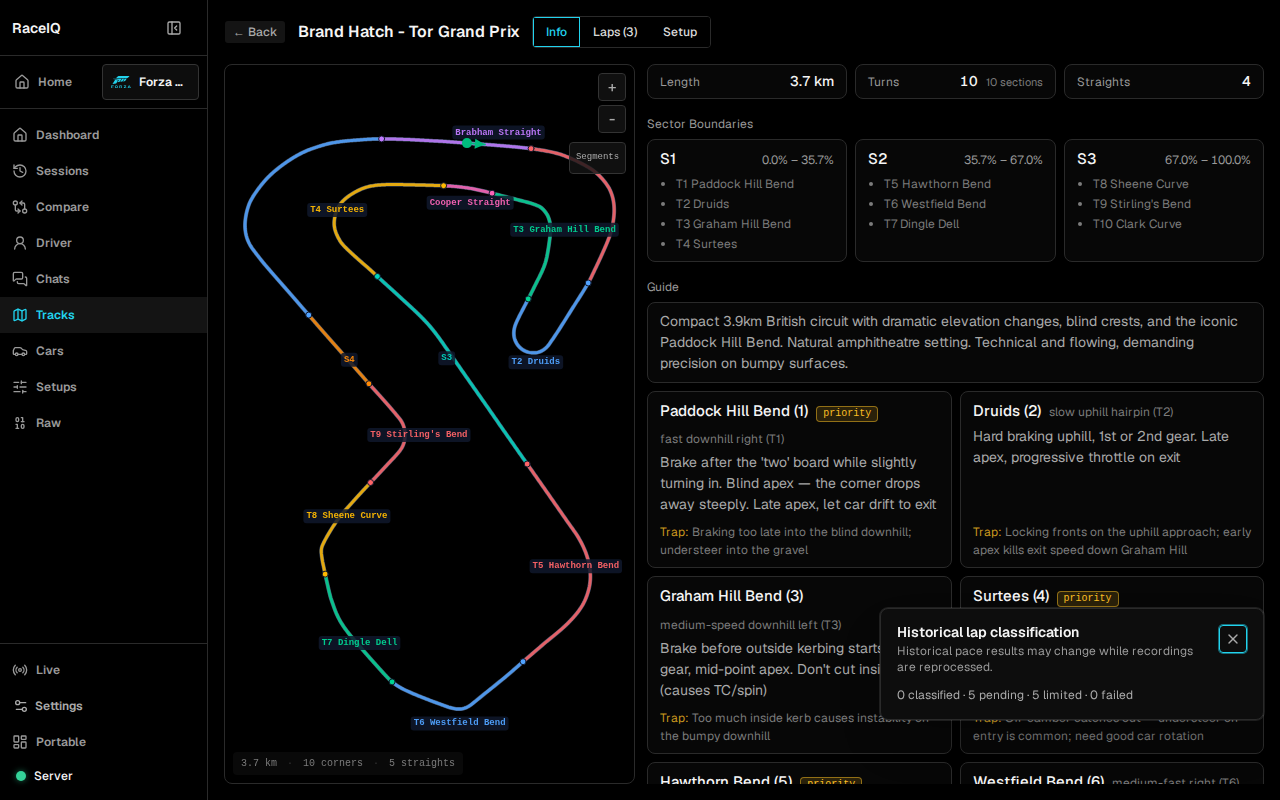 RaceIQ
← Back
Brand Hatch - Tor Grand Prix
Info
Laps (3)
Setup
Home
FORZA
Forza ...
Dashboard
Sessions
Compare
Driver
Chats
Tracks
Cars
Setups
Raw
Live
Settings
Portable
Server
+
-
Segments
Brabham Straight
Cooper Straight
T4 Surtees
T3 Graham Hill Bend
T2 Druids
S4
S3
T9 Stirling's Bend
T8 Sheene Curve
T5 Hawthorn Bend
T7 Dingle Dell
T6 Westfield Bend
3.7 km · 10 corners · 5 straights
Length 3.7 km
Turns 10 10 sections
Straights 4
Sector Boundaries
S1 0.0% – 35.7%
• T1 Paddock Hill Bend
• T2 Druids
• T3 Graham Hill Bend
• T4 Surtees
S2 35.7% – 67.0%
• T5 Hawthorn Bend
• T6 Westfield Bend
• T7 Dingle Dell
S3 67.0% – 100.0%
• T8 Sheene Curve
• T9 Stirling's Bend
• T10 Clark Curve
Guide
Compact 3.9km British circuit with dramatic elevation changes, blind crests, and the iconic
Paddock Hill Bend. Natural amphitheatre setting. Technical and flowing, demanding
precision on bumpy surfaces.
Paddock Hill Bend (1) priority
fast downhill right (T1)
Brake after the 'two' board while slightly
turning in. Blind apex — the corner drops
away steeply. Late apex, let car drift to exit
Trap: Braking too late into the blind downhill;
understeer into the gravel
Druids (2) slow uphill hairpin (T2)
Hard braking uphill, 1st or 2nd gear. Late
apex, progressive throttle on exit
Trap: Locking fronts on the uphill approach; early
apex kills exit speed down Graham Hill
Graham Hill Bend (3)
medium-speed downhill left (T3)
Brake before outside kerbing starts
gear, mid-point apex. Don't cut insi
(causes TC/spin)
Trap: Too much inside kerb causes instability on
the bumpy downhill
Surtees (4) priority
Historical lap classification
Historical pace results may change while recordings
are reprocessed.
0 classified · 5 pending · 5 limited · 0 failed
entry is common; need good car rotation
Hawthorn Bend (5) priority
Westfield Bend (6) medium-fast right (T6)